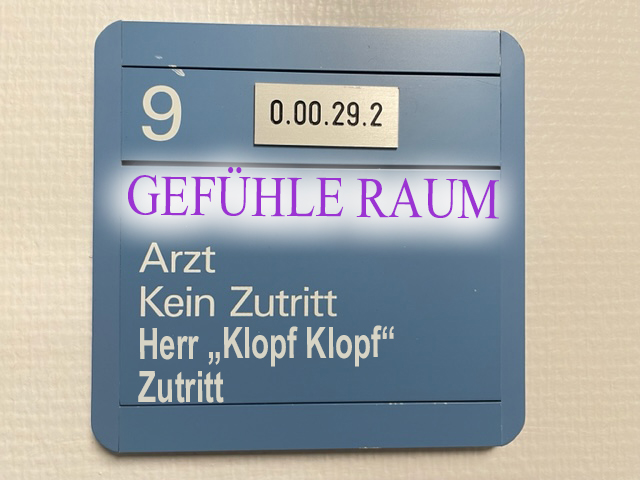 9
0.00.29.2
GEFÜHLE RAUM
Arzt
Kein Zutritt
Herr „Klopf Klopf“
Zutritt